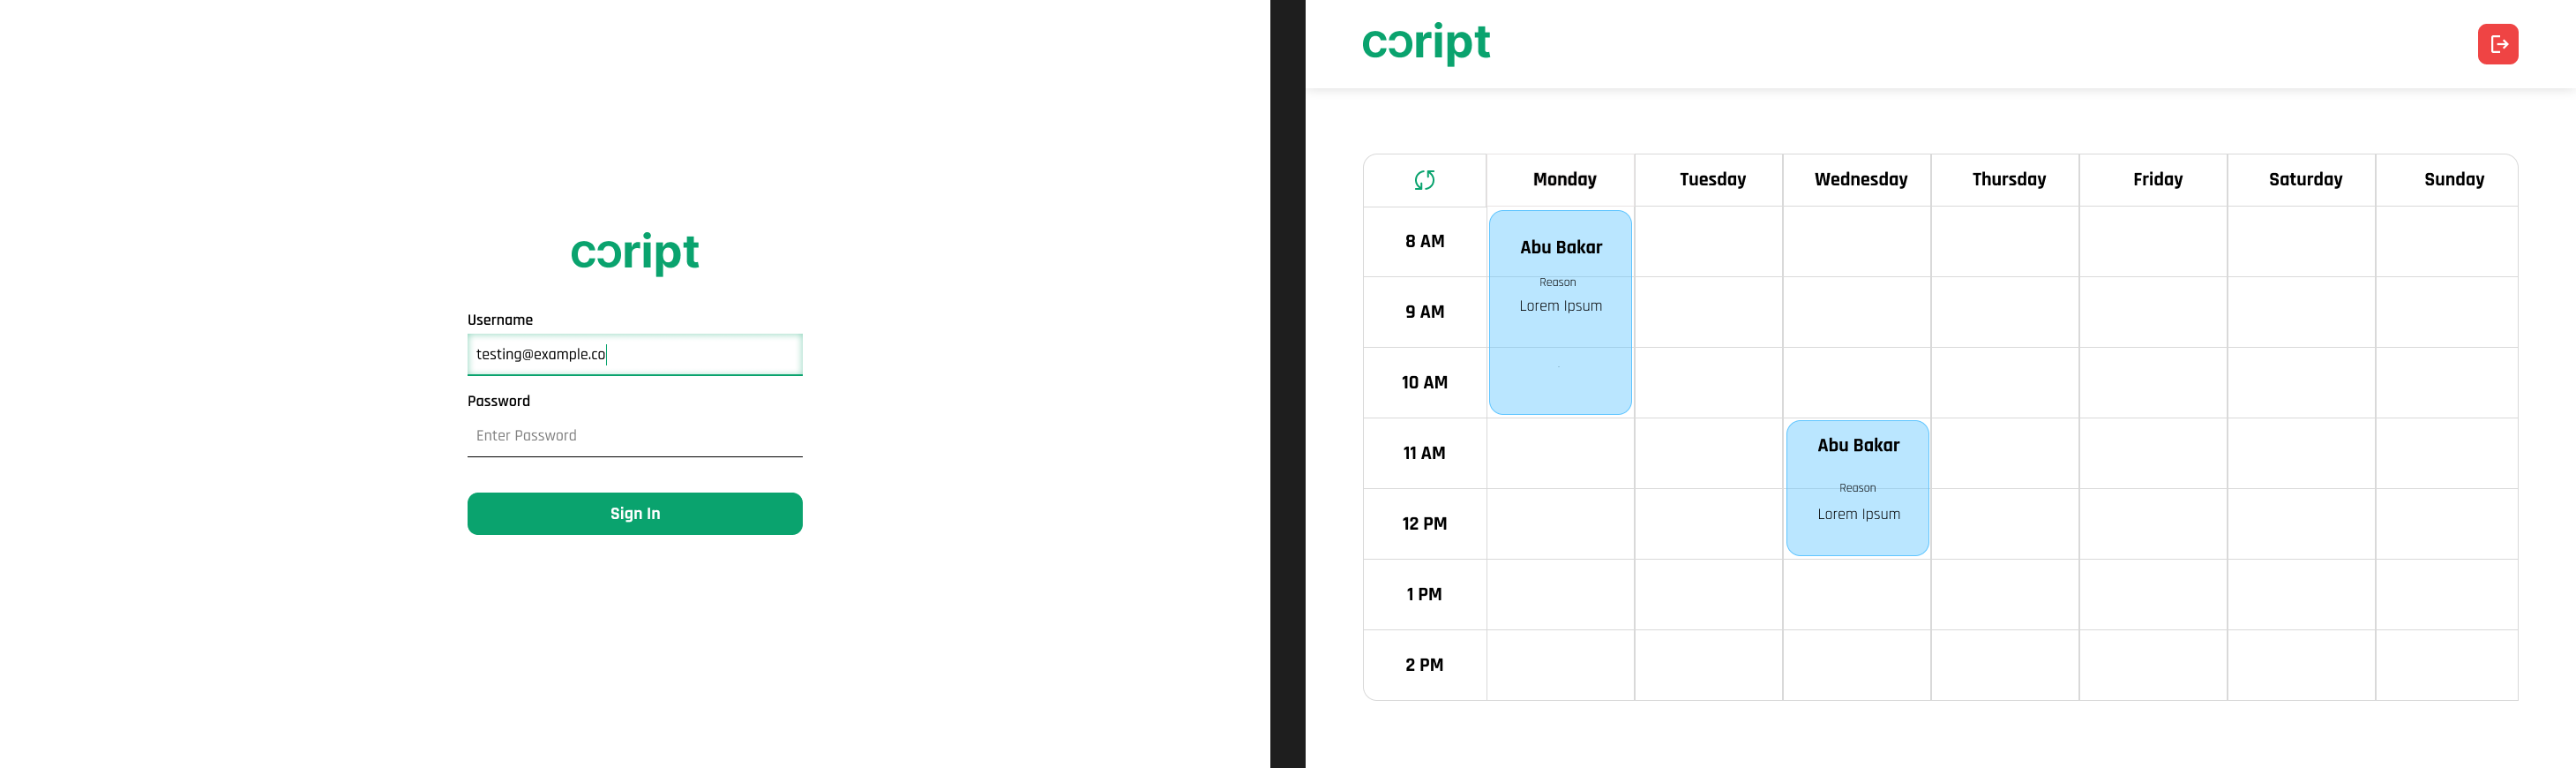 ccript
Username
testing@example.co
Password
Enter Password
Sign In
ccript
Monday Tuesday Wednesday Thursday Friday Saturday Sunday
8 AM
Abu Bakar
Reason
9 AM
Lorem Ipsum
10 AM
11 AM
Abu Bakar
Reason
12 PM
Lorem Ipsum
1 PM
2 PM